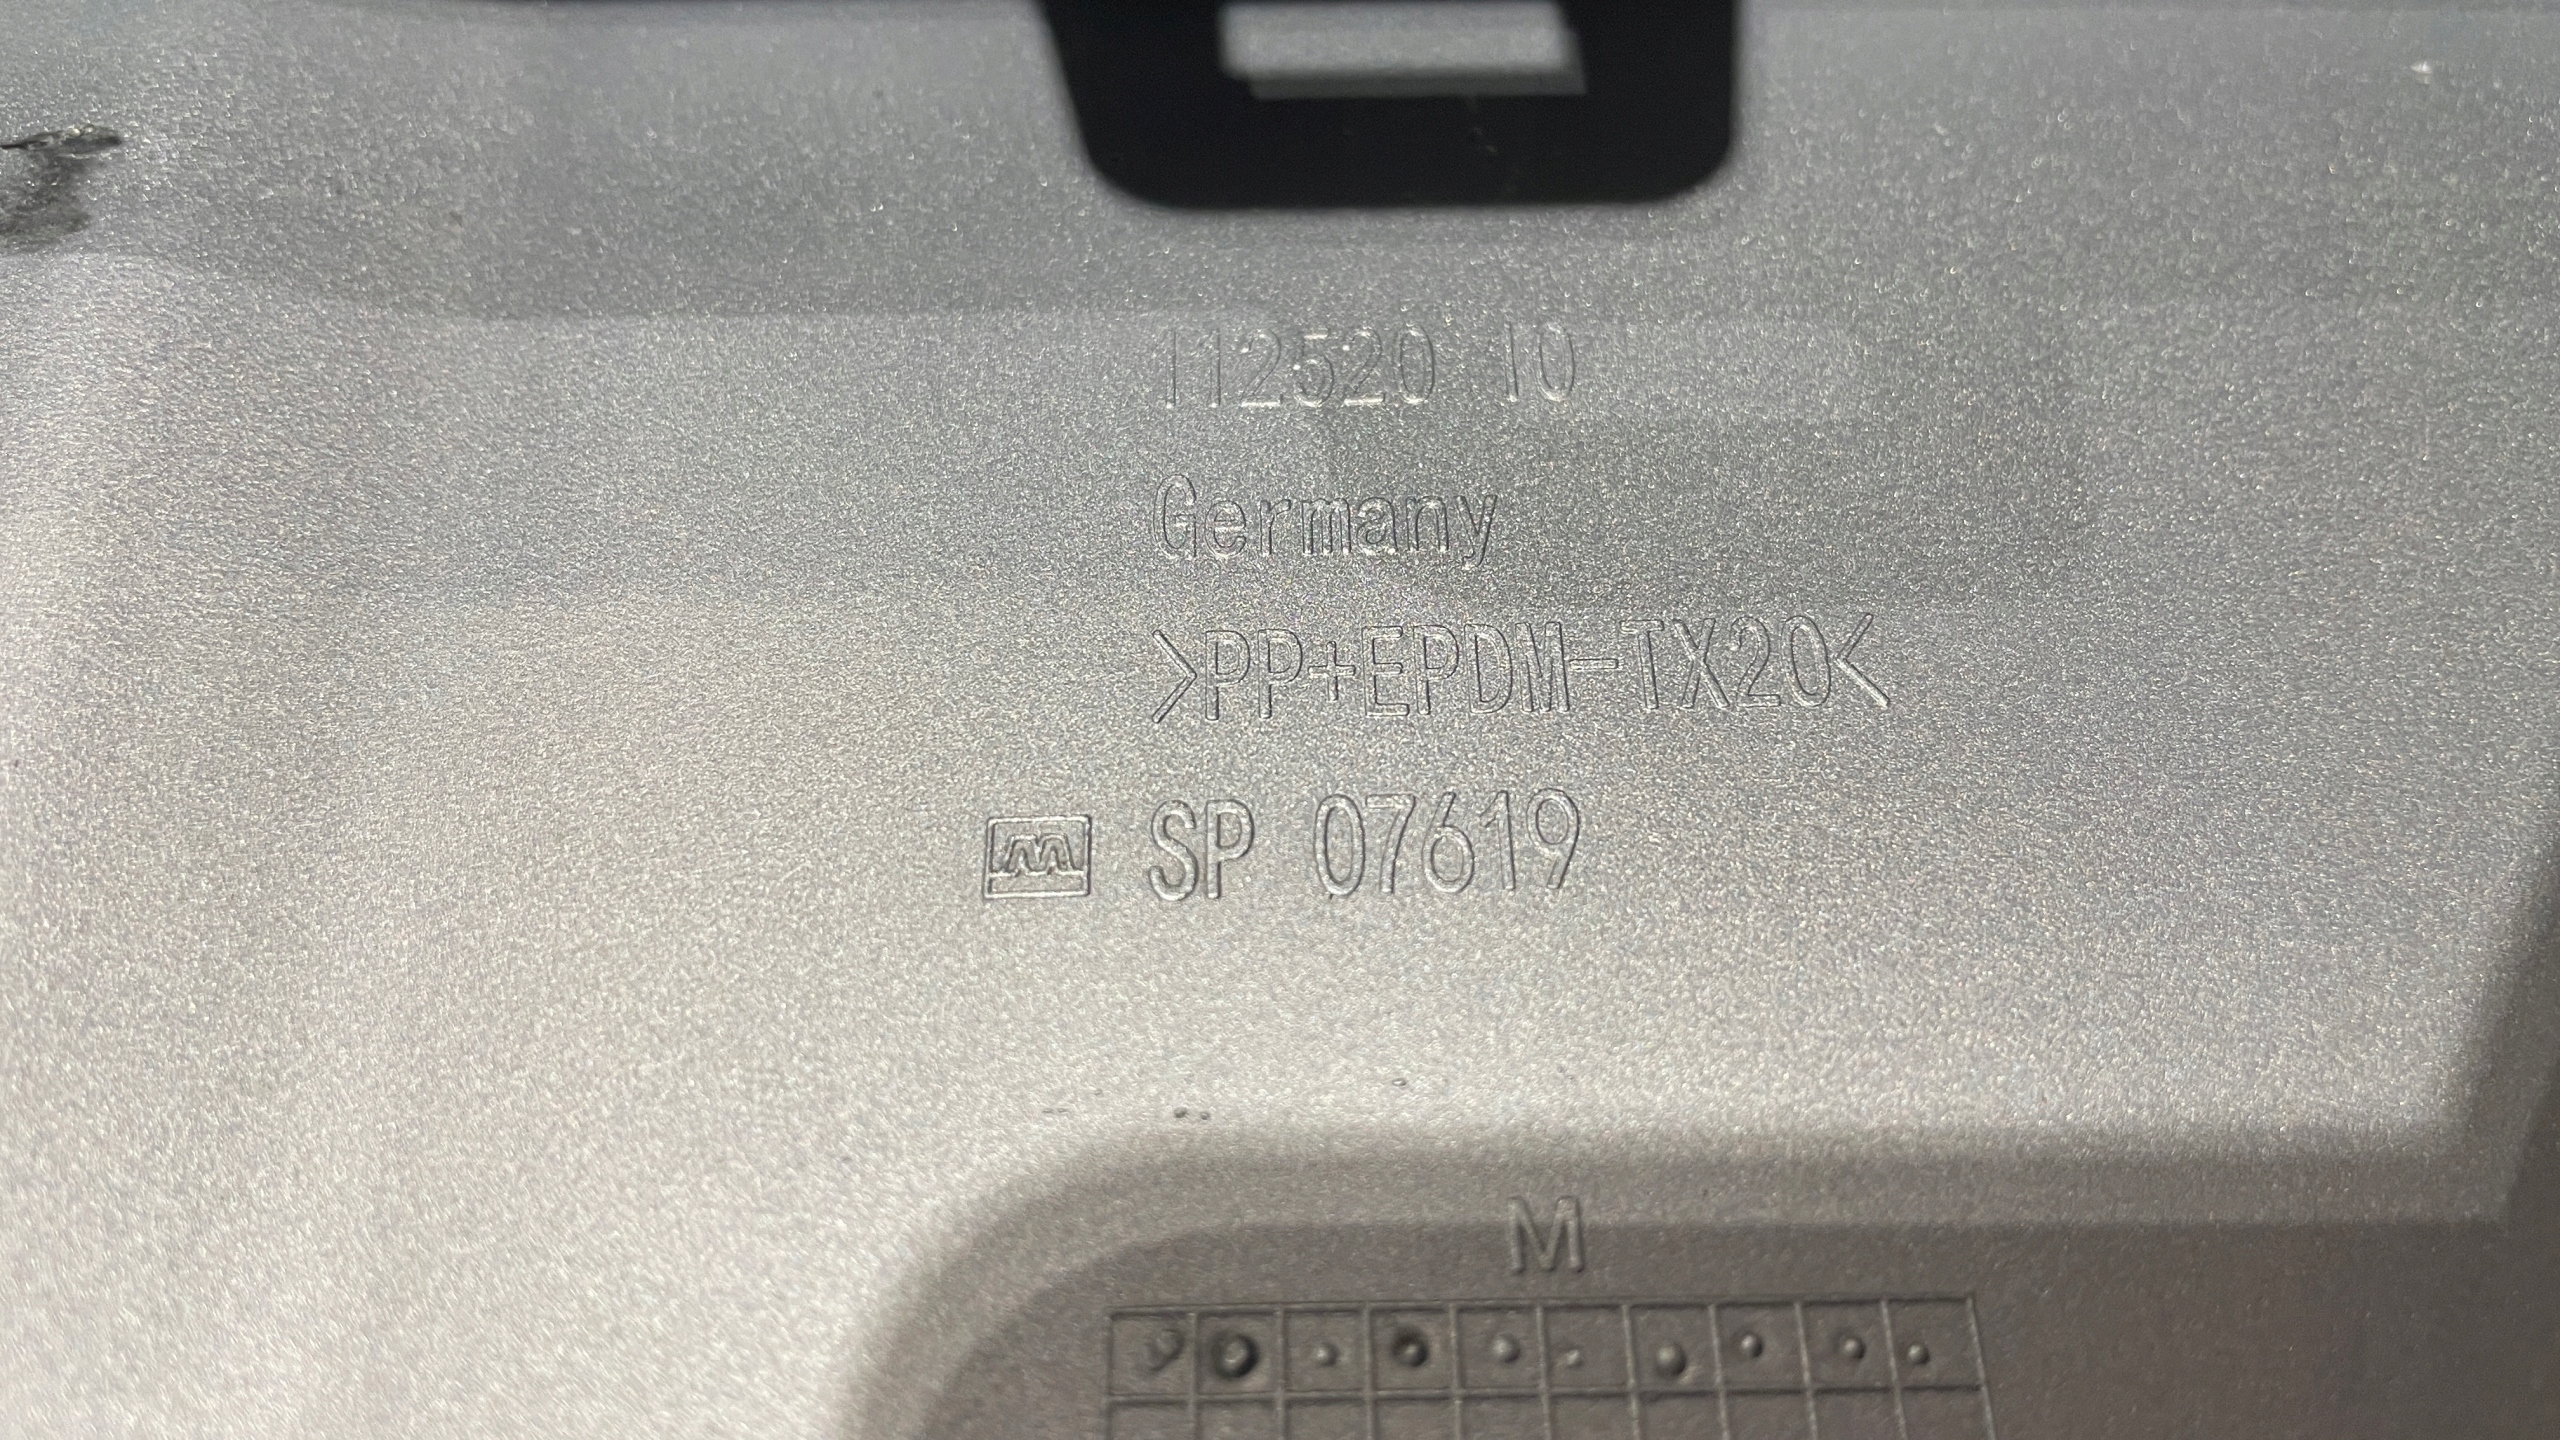 112520 10
Germany
>PP+EPDM-TX20<
SP 07619
M